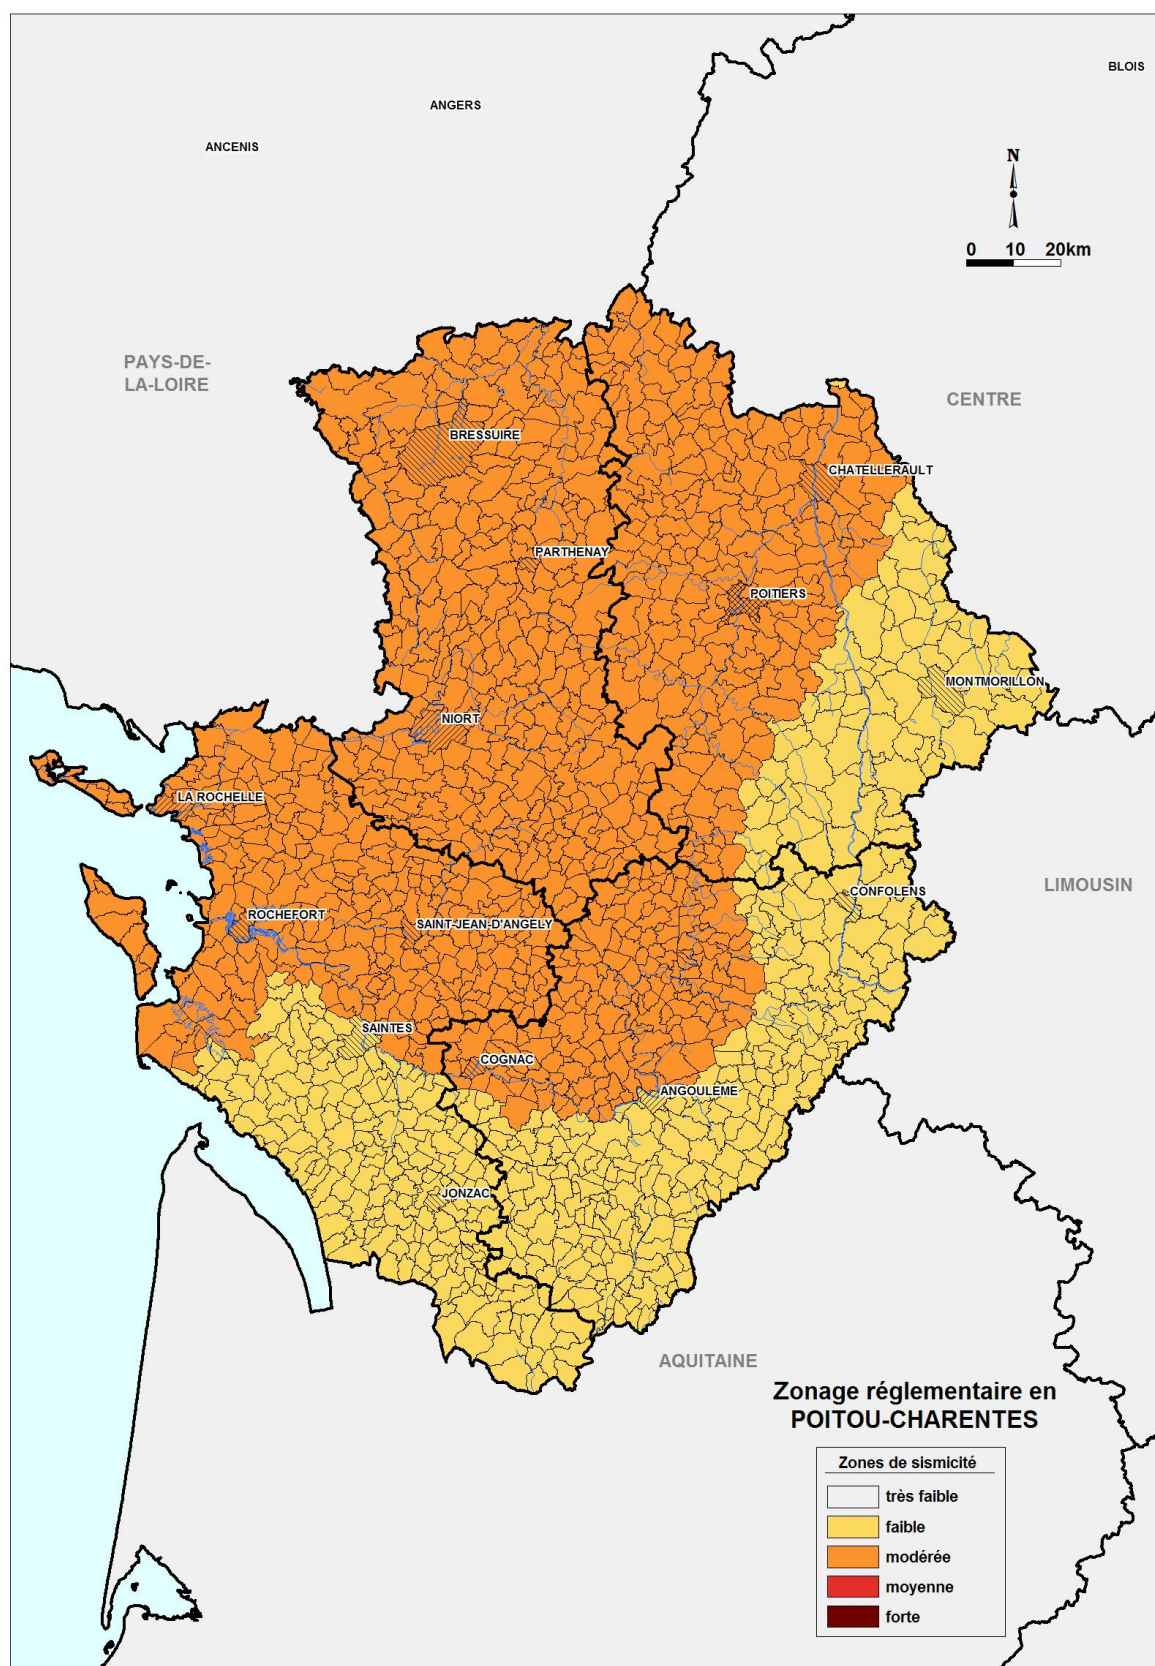 BLOIS
ANGERS
ANCENIS
N
0 10 20km
PAYS-DE-
LA-LOIRE
CENTRE
BRESSUIRE
CHATELLERAULT
PARTHENAY
POITIERS
MONTMORILLON
NIORT
LA ROCHELLE
LIMOUSIN
CONFOLENS
ROCHEFORT
SAINT-JEAN-D'ANGELY
SAINTES
COGNAC
ANGOULEME
JONZAC
AQUITAINE
Zonage réglementaire en
POITOU-CHARENTES
Zones de sismicité
très faible
faible
modérée
moyenne
forte